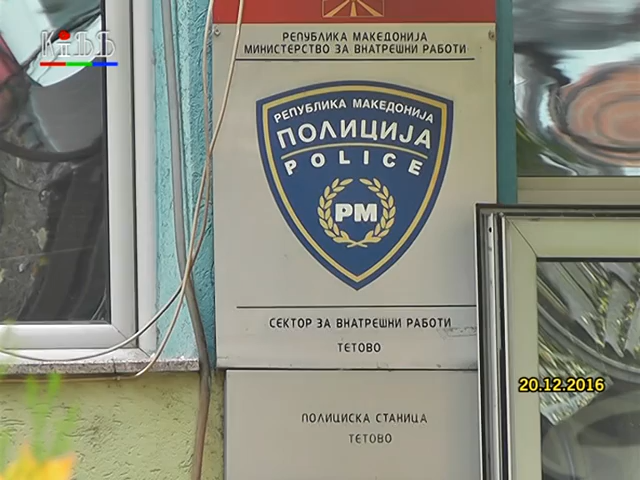 KiББ
РЕПУБЛИКА МАКЕДОНИЈА
МИНИСТЕРСТВО ЗА ВНАТРЕШНИ РАБОТИ
РЕПУБЛИКА МАКЕДОНИЈА
ПОЛИЦИЈА
POLICE
РМ
СЕКТОР ЗА ВНАТРЕШНИ РАБОТИ
ТЕТОВО
ПОЛИЦИСКА СТАНИЦА
ТЕТОВО
20.12.2016